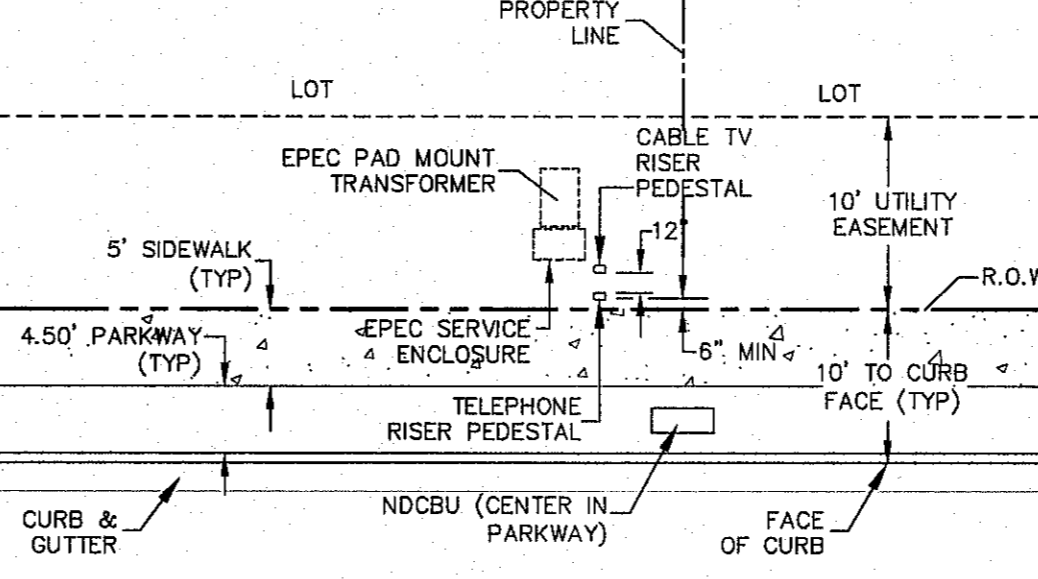 PROPERTY
LINE
LOT
LOT
CABLE TV
RISER
PEDESTAL
EPEC PAD MOUNT
TRANSFORMER
10' UTILITY
EASEMENT
12"
5' SIDEWALK
(TYP)
R.O.W
4.50' PARKWAY
(TYP)
EPEC SERVICE
ENCLOSURE
6" MIN
10' TO CURB
FACE (TYP)
TELEPHONE
RISER PEDESTAL
NDCBU (CENTER IN
PARKWAY)
CURB &
GUTTER
FACE
OF CURB